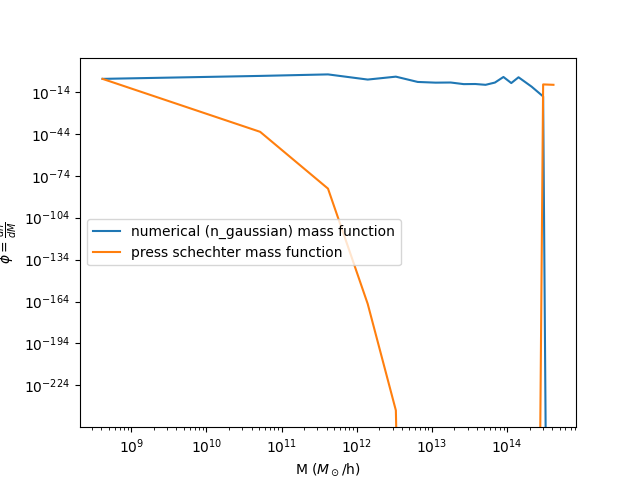 10^{-14}
10^{-44}
10^{-74}
10^{-104}
10^{-134}
10^{-164}
10^{-194}
10^{-224}
numerical (n_gaussian) mass function
press schechter mass function
10^9 10^{10} 10^{11} 10^{12} 10^{13} 10^{14}
M (M_⊙/h)